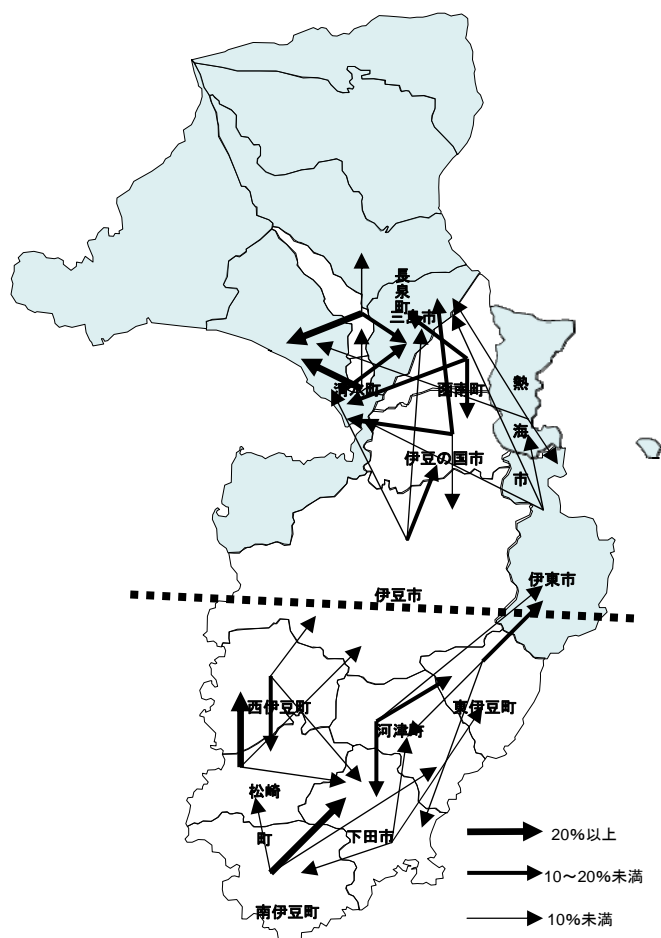 長泉町
三島市
清水町
函南町
熱海市
伊豆の国市
伊東市
伊豆市
西伊豆町
東伊豆町
河津町
松崎町
下田市
南伊豆町
20%以上
10～20%未満
10%未満